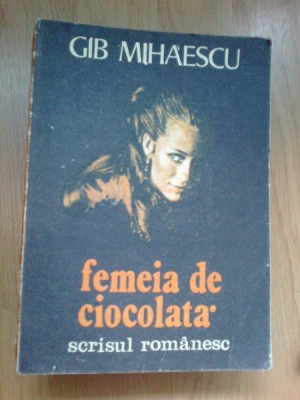 GIB MIHĂESCU
femeia de
ciocolată
scrisul românesc